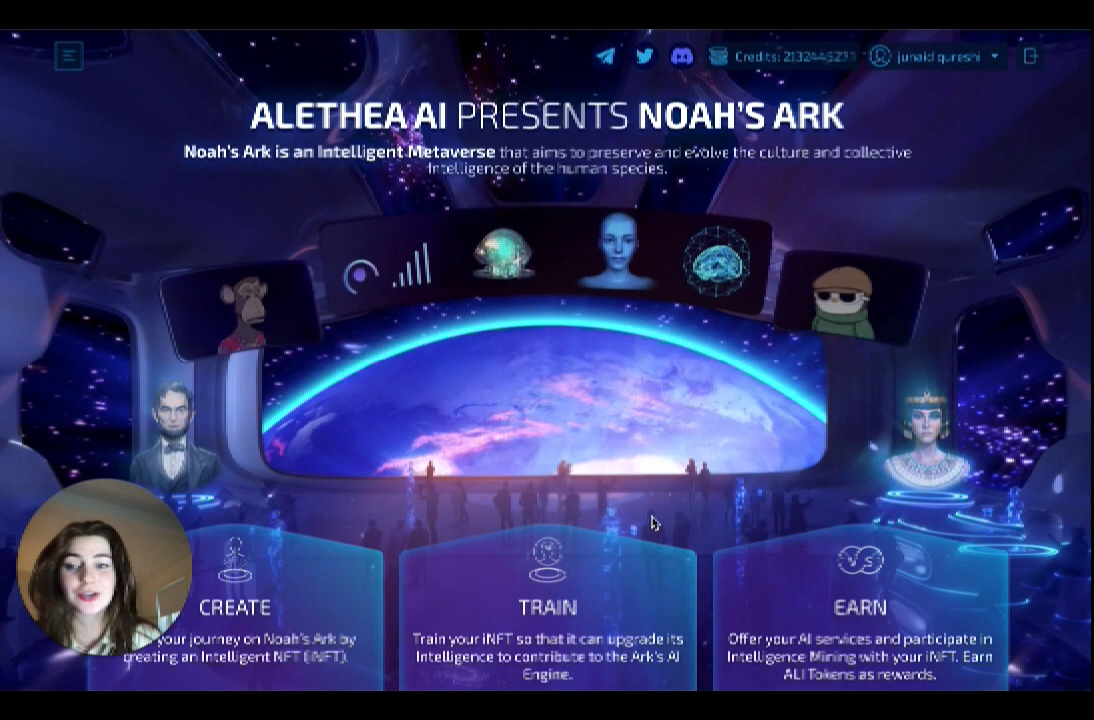 Credits: 2132445273
junaid qureshi
ALETHEA AI PRESENTS NOAH'S ARK
Noah's Ark is an Intelligent Metaverse that aims to preserve and evolve the culture and collective
Intelligence of the human species.
CREATE
your journey on Noah's Ark by
creating an Intelligent NFT (iNFT).
TRAIN
Train your iNFT so that it can upgrade its
Intelligence to contribute to the Ark's AI
Engine.
VS
EARN
Offer your AI services and participate in
Intelligence Mining with your iNFT. Earn
ALI Tokens as rewards.